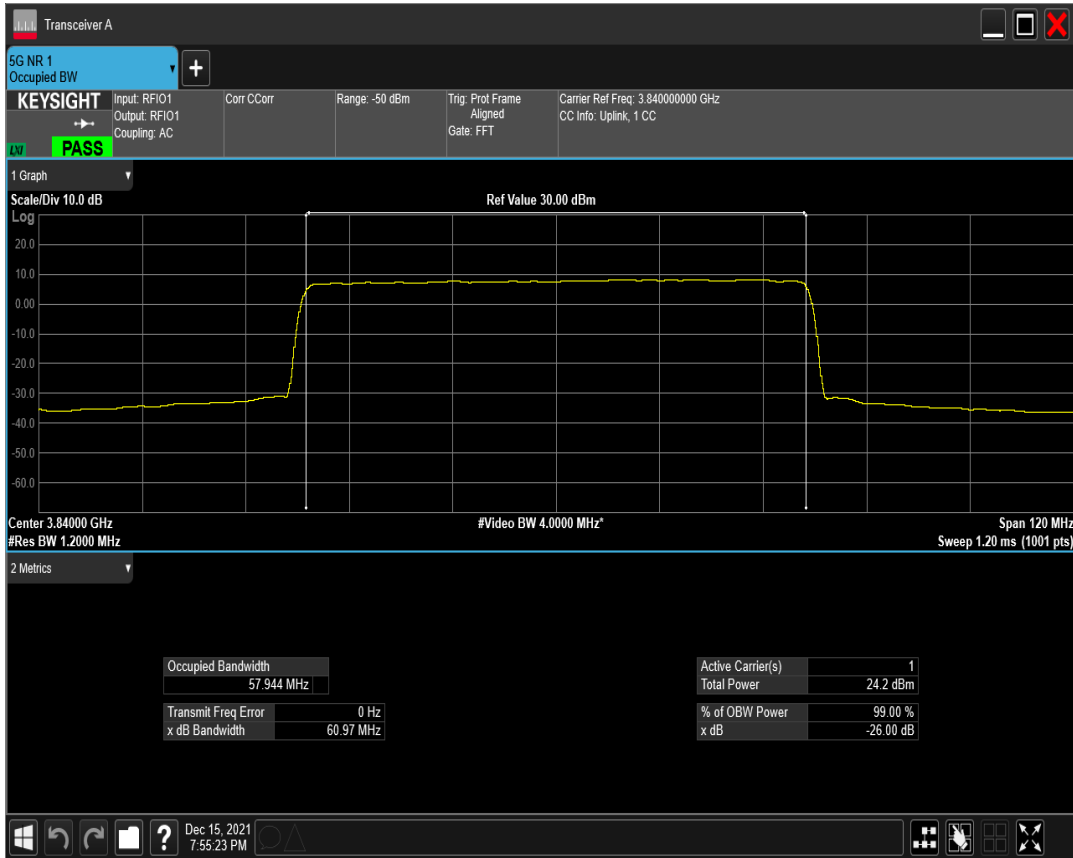 Transceiver A
5G NR 1
Occupied BW
KEYSIGHT
LXI
PASS
Input: RFIO1
Output: RFIO1
Coupling: AC
Corr CCorr
Range: -50 dBm
Trig: Prot Frame
Aligned
Gate: FFT
Carrier Ref Freq: 3.840000000 GHz
CC Info: Uplink, 1 CC
1 Graph
Scale/Div 10.0 dB
Ref Value 30.00 dBm
Log
20.0
10.0
0.00
-10.0
-20.0
-30.0
-40.0
-50.0
-60.0
Center 3.84000 GHz
#Video BW 4.0000 MHz*
Span 120 MHz
#Res BW 1.2000 MHz
Sweep 1.20 ms (1001 pts)
2 Metrics
Occupied Bandwidth
57.944 MHz
Transmit Freq Error 0 Hz
x dB Bandwidth 60.97 MHz
Active Carrier(s) 1
Total Power 24.2 dBm
% of OBW Power 99.00 %
x dB -26.00 dB
?
Dec 15, 2021
7:55:23 PM